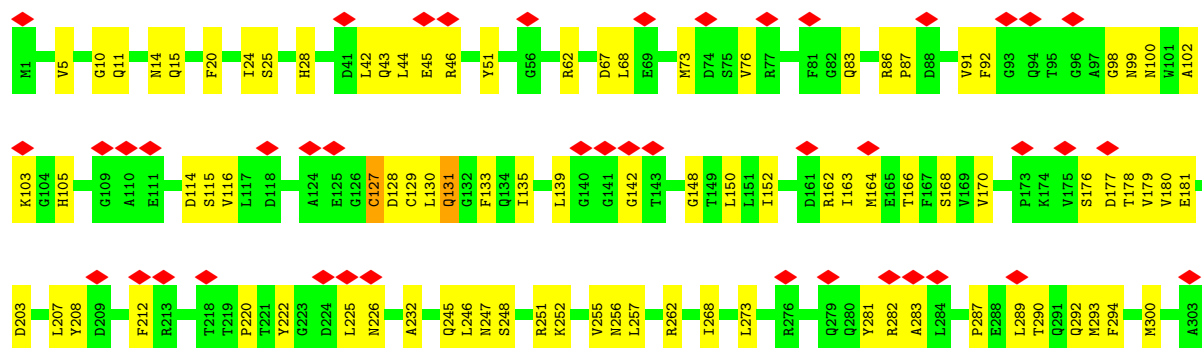 M1 V5 G10 Q11 N14 Q15 F20 I24 S25 H28 D41 L42 Q43 L44 E45 R46 Y51 G56 R62 D67 L68 E69 M73 D74 S75 V76 R77 F81 G82 Q83 R86 P87 D88 V91 F92 G93 Q94 T95 G96 A97 G98 N99 N100 W101 A102
K103 G104 H105 G109 A110 E111 D114 S115 V116 L117 D118 A124 E125 G126 C127 D128 C129 L130 Q131 G132 F133 Q134 I135 L139 G140 G141 G142 T143 G148 T149 L150 L151 I152 D161 R162 I163 M164 E165 T166 F167 S168 V169 V170 P173 K174 V175 S176 D177 T178 V179 V180 E181
D203 L207 Y208 D209 F212 R213 T218 T219 P220 T221 Y222 G223 D224 L225 N226 A232 Q245 L246 N247 S248 R251 K252 V255 N256 L257 R262 I268 L273 R276 Q279 Q280 Y281 R282 A283 L284 P287 E288 L289 T290 Q291 Q292 M293 F294 M300 A303